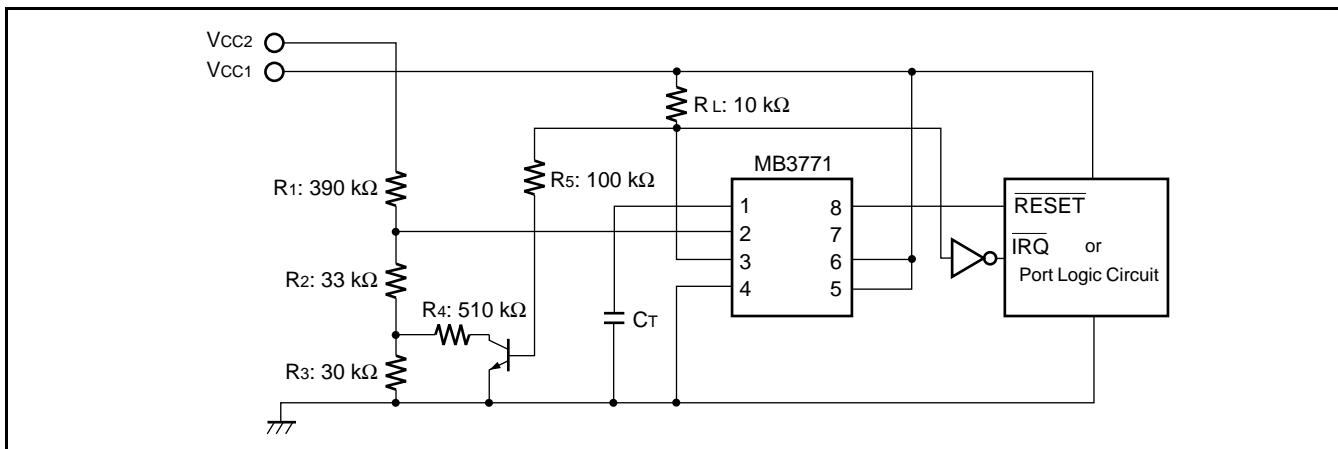 VCC2
VCC1
RL: 10 kΩ
MB3771
R5: 100 kΩ
R1: 390 kΩ
1
2
3
4
8
7
6
5
RESET
IRQ or
Port Logic Circuit
R2: 33 kΩ
R4: 510 kΩ
CT
R3: 30 kΩ